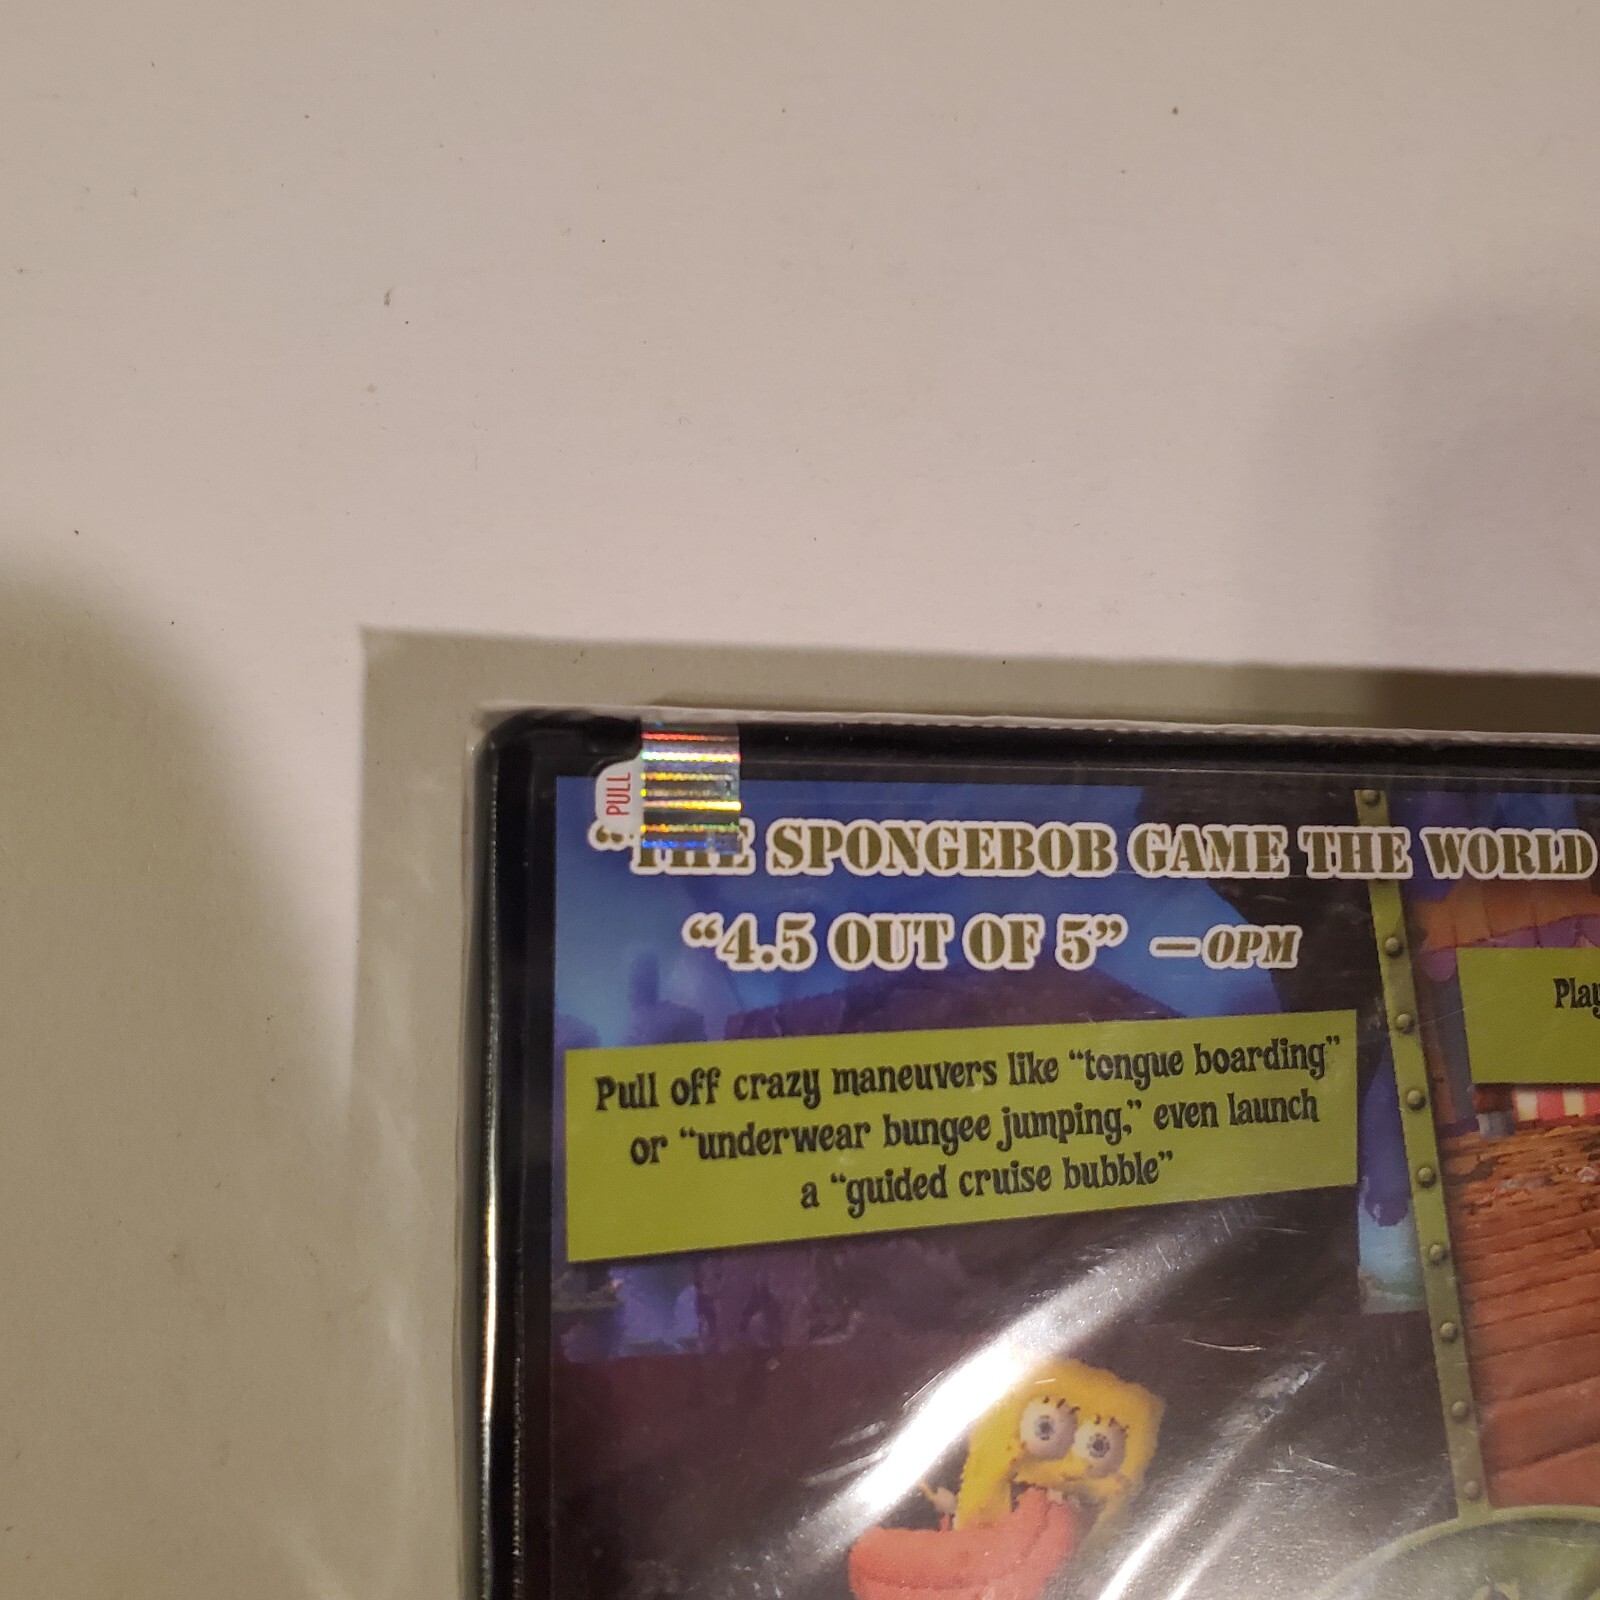 PULL
“THE SPONGEBOB GAME THE WORLD
“4.5 OUT OF 5” —OPM
Play
Pull off crazy maneuvers like “tongue boarding”
or “underwear bungee jumping,” even launch
a “guided cruise bubble”